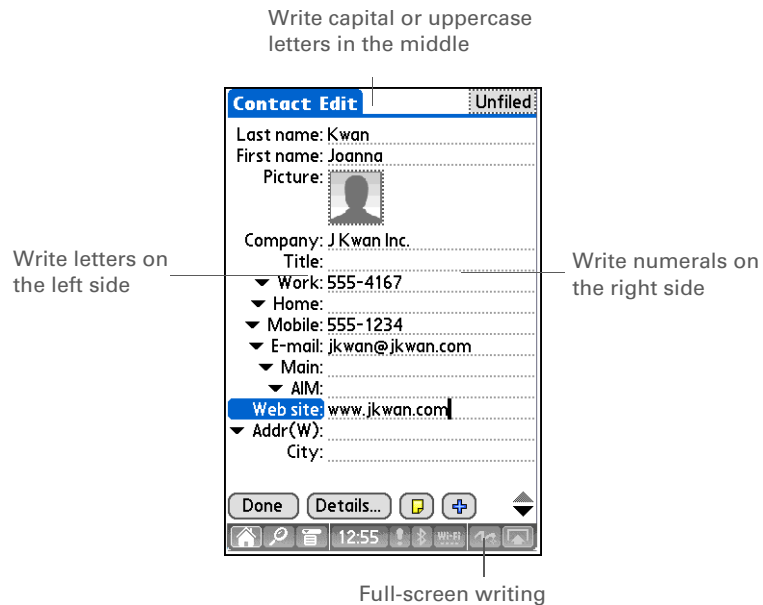 Write capital or uppercase
letters in the middle
Contact Edit Unfiled
Last name: Kwan
First name: Joanna
Picture:
Company: J Kwan Inc.
Title:
Write letters on
the left side
Work: 555-4167
Home:
Mobile: 555-1234
E-mail: jkwan@jkwan.com
Main:
AIM:
Web site: www.jkwan.com
Addr(W):
City:
Write numerals on
the right side
Done Details...
12:55 Wi-Fi
Full-screen writing